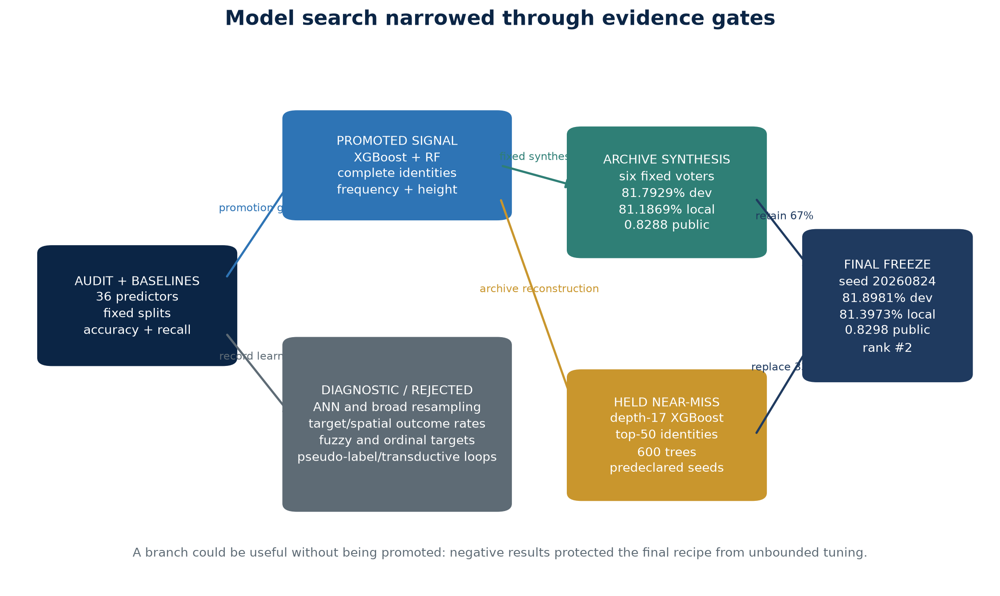 Model search narrowed through evidence gates
PROMOTED SIGNAL
XGBoost + RF
complete identities
frequency + height
promotion
AUDIT + BASELINES
36 predictors
fixed splits
accuracy + recall
record
DIAGNOSTIC / REJECTED
ANN and broad resampling
target/spatial outcome rates
fuzzy and ordinal targets
pseudo-label/transductive loops
fixed
ARCHIVE SYNTHESIS
six fixed voters
81.7929% dev
81.1869% local
0.8288 public
archive reconstruction
HELD NEAR-MISS
depth-17 XGBoost
top-50 identities
600 trees
predeclared seeds
retain 67%
replace
FINAL FREEZE
seed 20260824
81.8981% dev
81.3973% local
0.8298 public
rank #2
A branch could be useful without being promoted: negative results protected the final recipe from unbounded tuning.